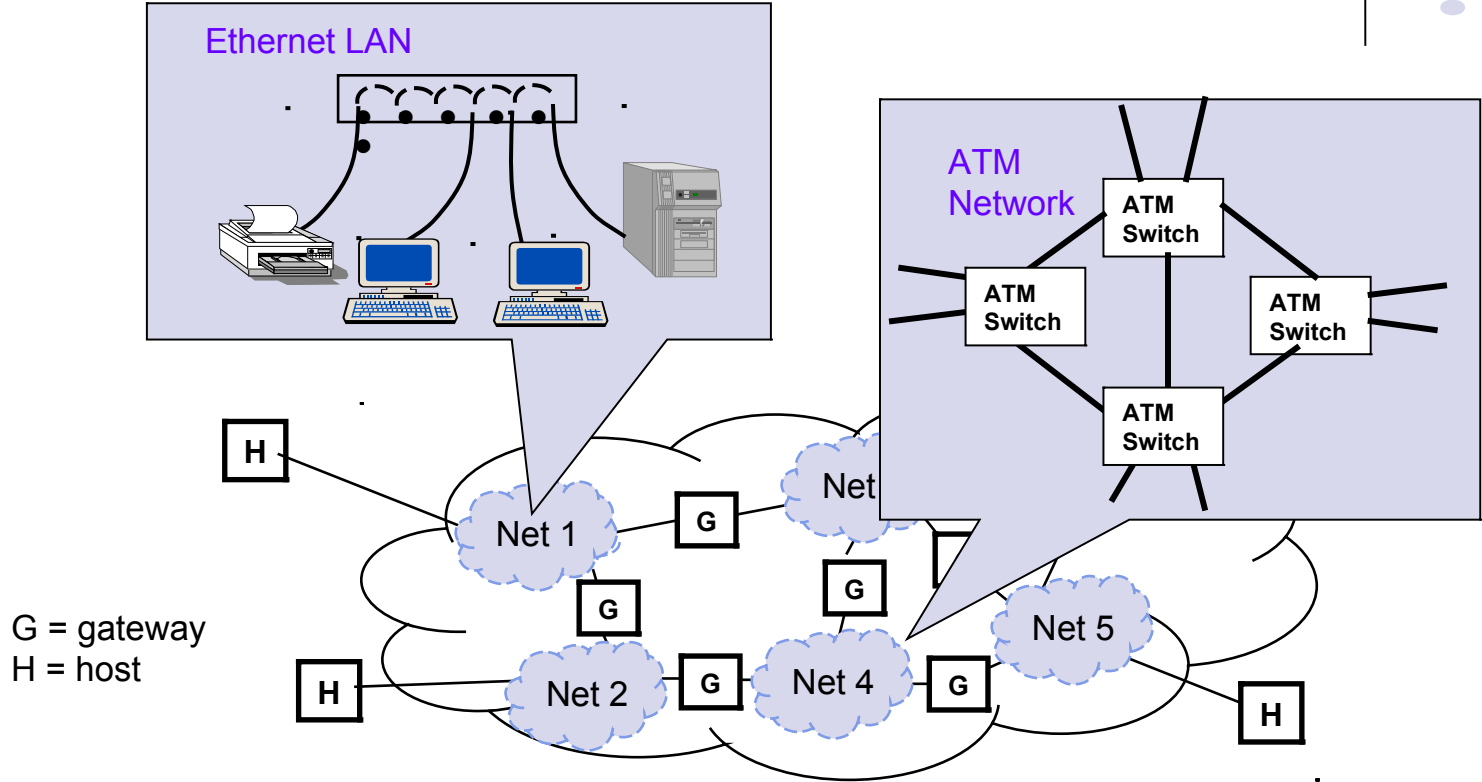 Ethernet LAN
ATM
Network
ATM
Switch
ATM
Switch
ATM
Switch
ATM
Switch
H
Net 1
G
Net
G
G
G = gateway
H = host
H
Net 2
G
Net 4
G
Net 5
H